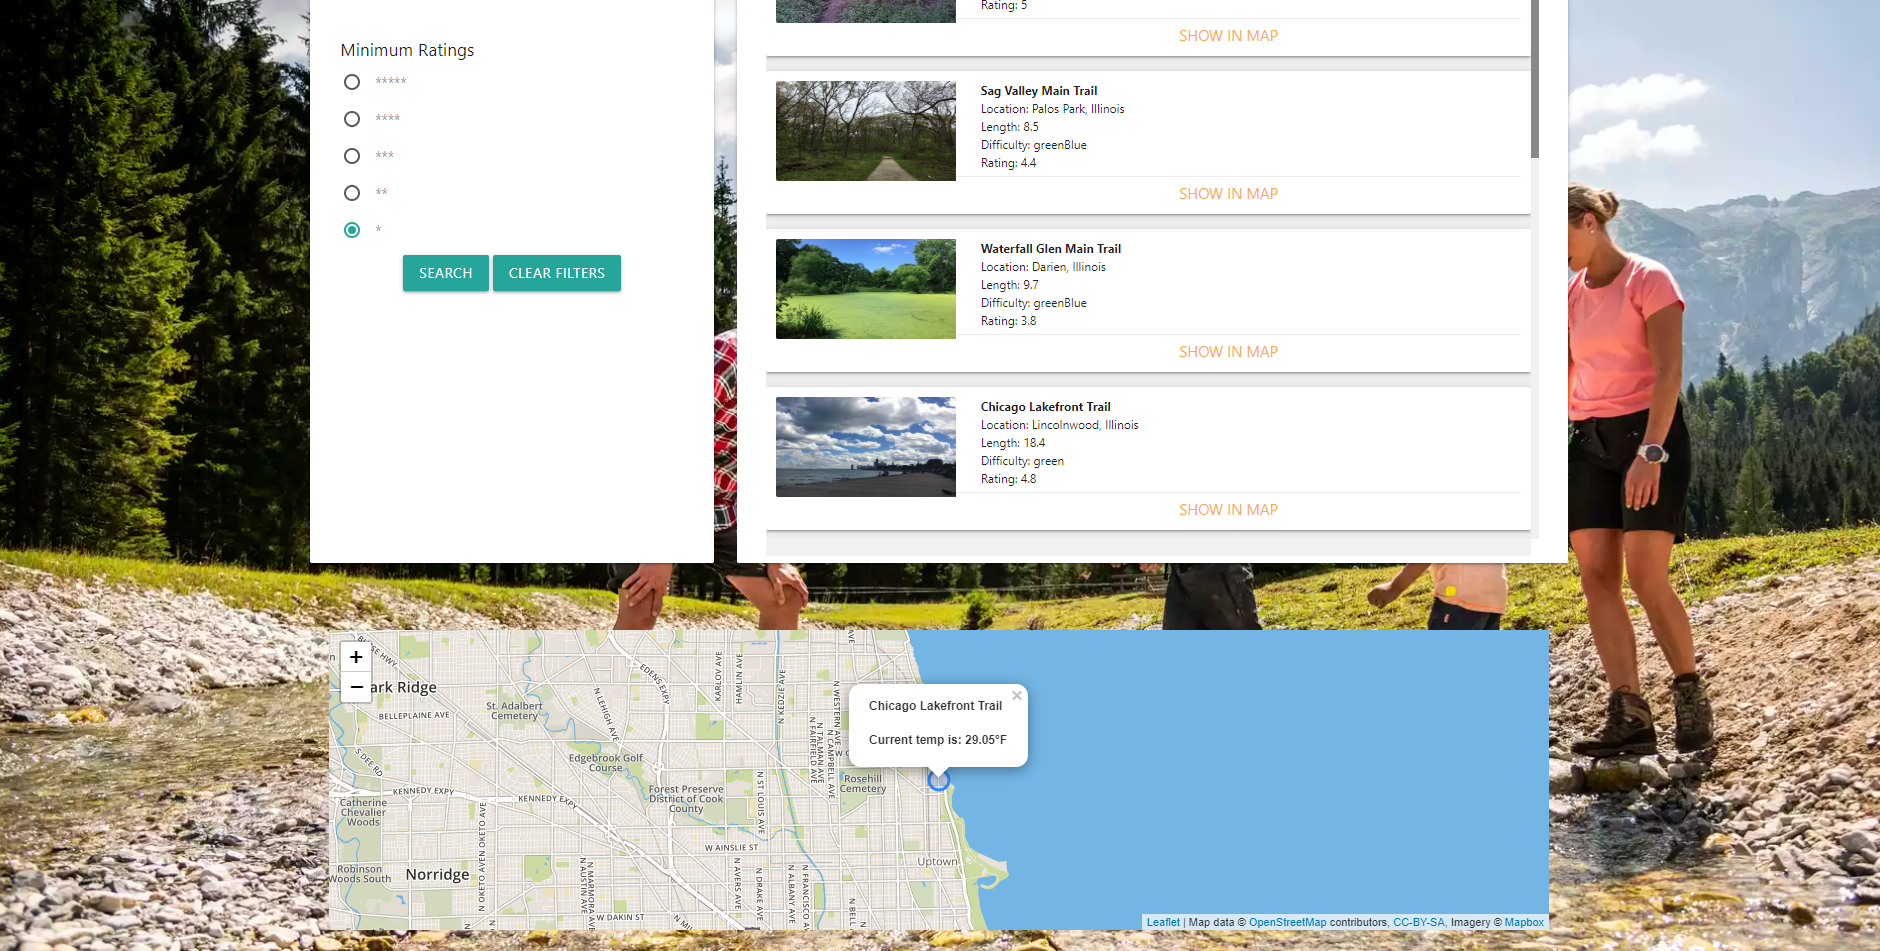 Minimum Ratings
*****
****
***
**
*
SEARCH
CLEAR FILTERS
Rating: 5
SHOW IN MAP
Sag Valley Main Trail
Location: Palos Park, Illinois
Length: 8.5
Difficulty: greenBlue
Rating: 4.4
SHOW IN MAP
Waterfall Glen Main Trail
Location: Darien, Illinois
Length: 9.7
Difficulty: greenBlue
Rating: 3.8
SHOW IN MAP
Chicago Lakefront Trail
Location: Lincolnwood, Illinois
Length: 18.4
Difficulty: green
Rating: 4.8
SHOW IN MAP
+
−
ark Ridge
BELLEPLAINE AVE
St. Adalbert
Cemetery
N LEHIGH AVE
EDENS EXPY
KARLOV AVE
HAMLIN AVE
N KEDZIE AVE
AVE
N WESTERN AVE
N CAMPBELL AVE
N TALMAN AVE
N FAIRFIELD AVE
Chicago Lakefront Trail
×
Current temp is: 29.05°F
S DEE RD
Edgebrook Golf
Course
Forest Preserve
District of Cook
County
Rosehill
Cemetery
KENNEDY EXPY
KENNEDY EXPY
Catherine
Chevalier
Woods
N OKETO AVE
N ST LOUIS AVE
W AINSLIE ST
Uptown
Robinson
Woods South
Norridge
N AUSTIN AVE
N MARMORA AVE
N AVERS AVE
N DRAKE AVE
N ALBANY AVE
N FRANCISCO AVE
W DAKIN ST
Leaflet | Map data © OpenStreetMap contributors, CC-BY-SA, Imagery © Mapbox